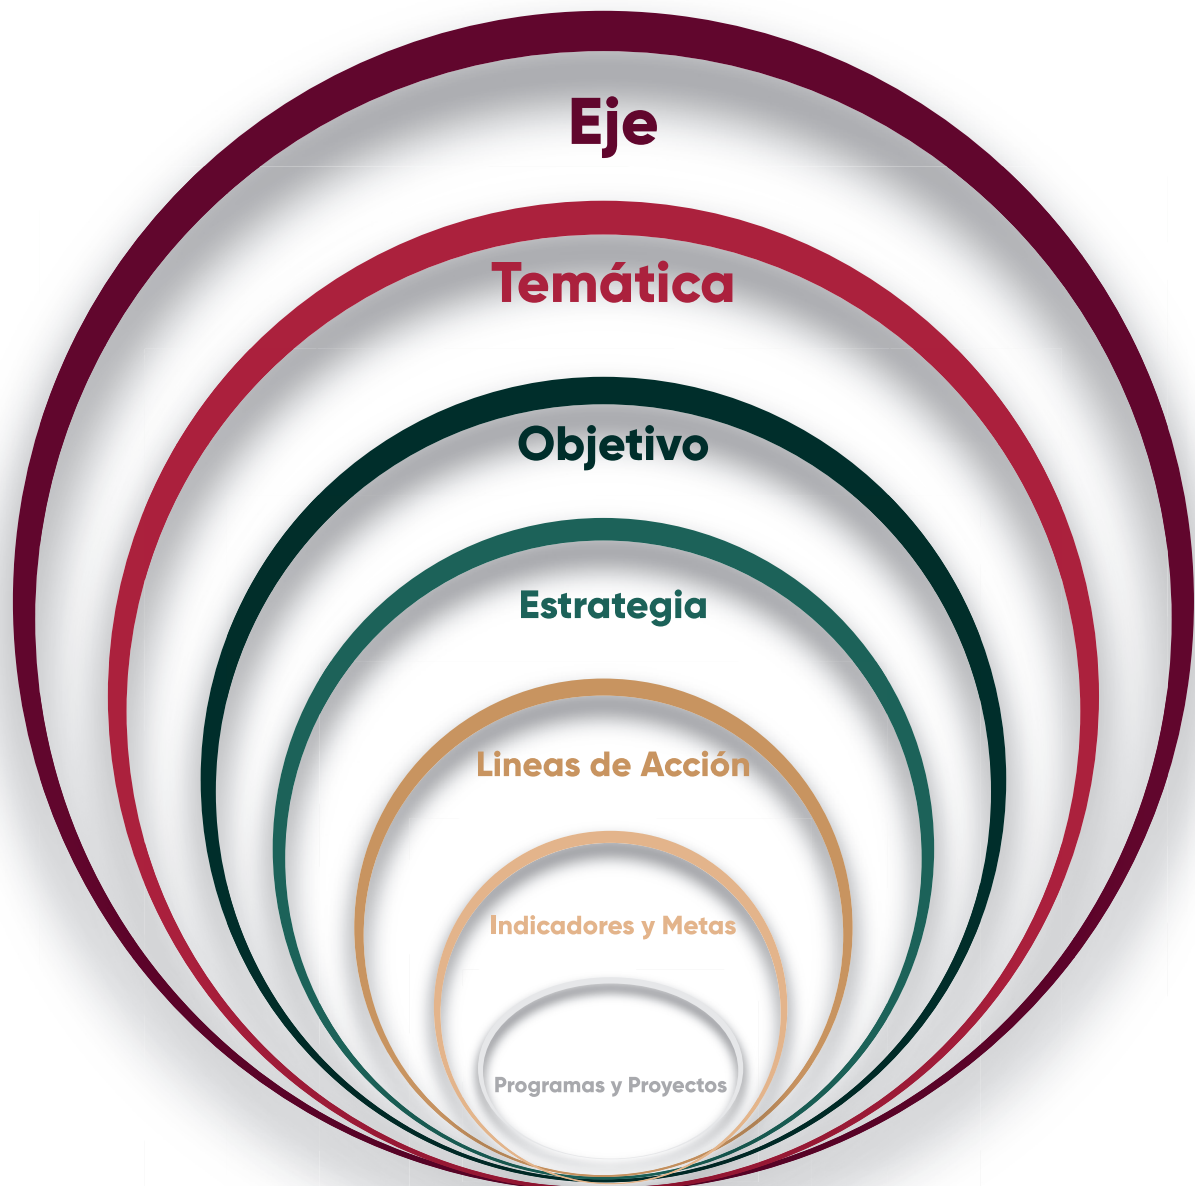 Eje
Temática
Objetivo
Estrategia
Lineas de Acción
Indicadores y Metas
Programas y Proyectos